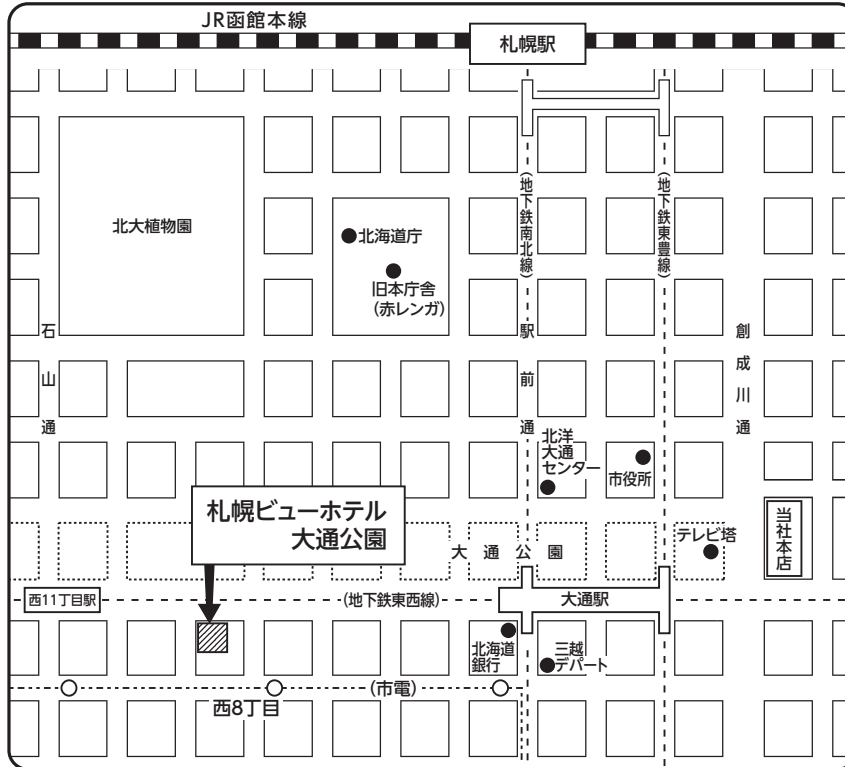 JR函館本線
札幌駅
(地下鉄南北線)
(地下鉄東豊線)
北大植物園
北海道庁
旧本庁舎
(赤レンガ)
石山通
駅前通
創成川通
北洋
大通
センター
市役所
札幌ビューホテル
大通公園
大通公園
テレビ塔
当社本店
西11丁目駅
(地下鉄東西線)
大通駅
北海道
銀行
三越
デパート
(市電)
西8丁目